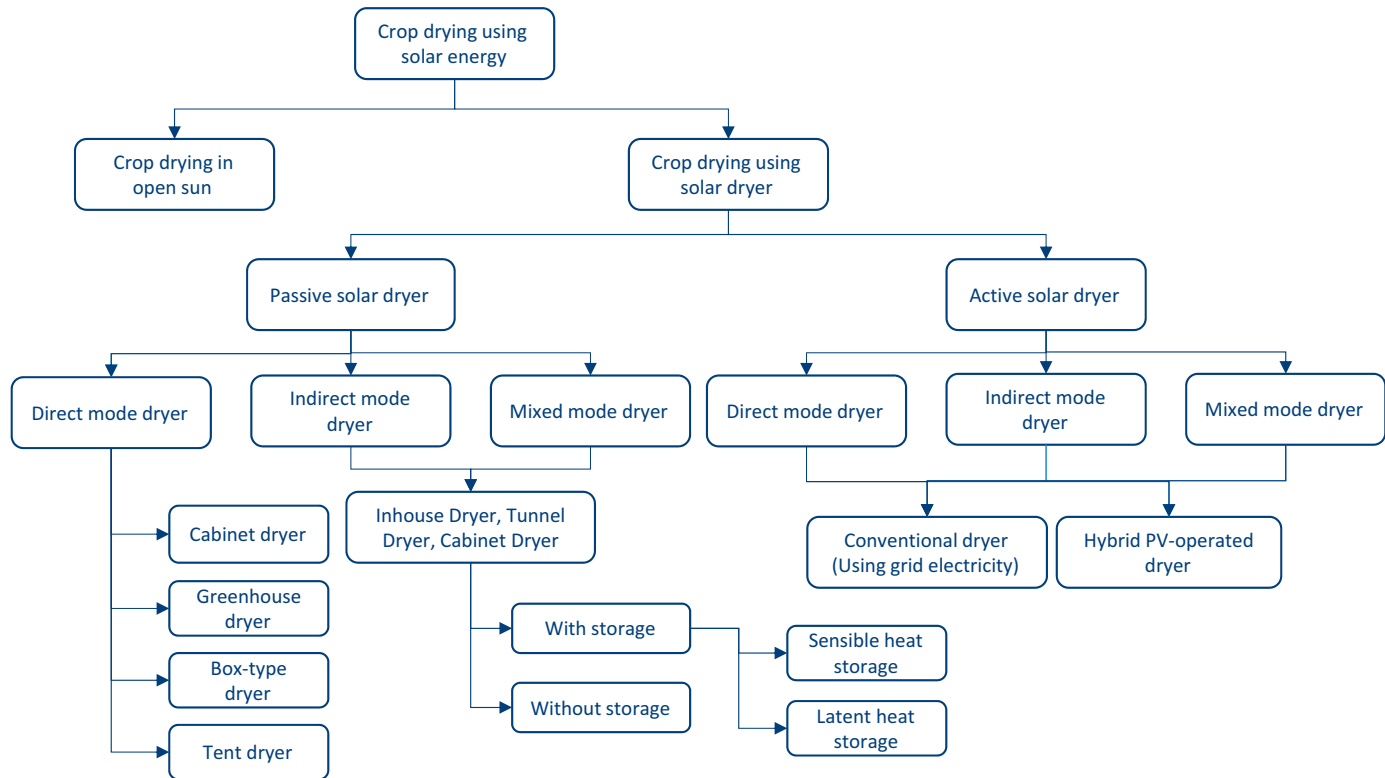 Crop drying using
solar energy
Crop drying in
open sun
Crop drying using
solar dryer
Passive solar dryer
Active solar dryer
Direct mode dryer
Indirect mode
dryer
Mixed mode dryer
Direct mode dryer
Indirect mode
dryer
Mixed mode dryer
Cabinet dryer
Greenhouse
dryer
Box-type
dryer
Tent dryer
Inhouse Dryer, Tunnel
Dryer, Cabinet Dryer
With storage
Without storage
Sensible heat
storage
Latent heat
storage
Conventional dryer
(Using grid electricity)
Hybrid PV-operated
dryer